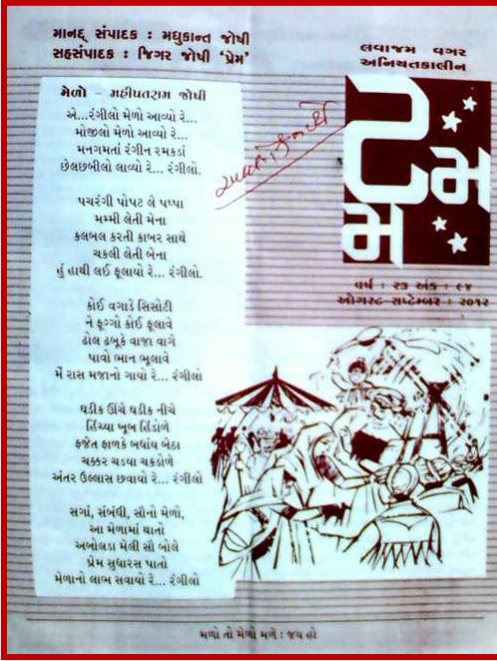 માનદ્ સંપાદક : મધુકાન્ત જોષી
સહસંપાદક : જિગર જોષી 'પ્રેમ'
લવાજમ વગર
અનિયતકાલીન
ટમ
મ
વર્ષ : ૨૩ અંક : ૯૪
ઓગસ્ટ-સપ્ટેમ્બર : ૨૦૧૨
મેળો - મહીપતરામ જોષી
એ...રંગીલો મેળો આવ્યો રે...
મોજીલો મેળો આવ્યો રે...
મનગમતાં રંગીન રમકડાં
છેલછબીલો લાવ્યો રે... રંગીલો.
પચરંગી પોપટ લે પપ્પા
મમ્મી લેતી મેના
કલબલ કરતી કાબર સાથે
ચકલી લેતી બેના
હું હાથી લઈ ફૂલાયો રે... રંગીલો.
કોઈ વગાડે સિસોટી
ને ફૂગ્ગો કોઈ ફૂલાવે
ઢોલ ઢબૂકે વાજા વાગે
પાવો ભાન ભૂલાવે
મેં રાસ મજાનો ગાયો રે... રંગીલો
ઘડીક ઊંચે ઘડીક નીચે
હિંચ્યા ખૂબ હિંડોળે
ફજેત ફાળકે બધાંય બેઠા
ચક્કર ચડયા ચકડોળે
અંતર ઉલ્લાસ છવાયો રે... રંગીલો
સગાં, સંબંધી, સૌનો મેળો,
આ મેળામાં થાતો
અબોલડા મેલી સૌ બોલે
પ્રેમ સુધારસ પાતો
મેળાનો લાભ સવાયો રે... રંગીલો
મળો તો મેળો મળે : જય હો